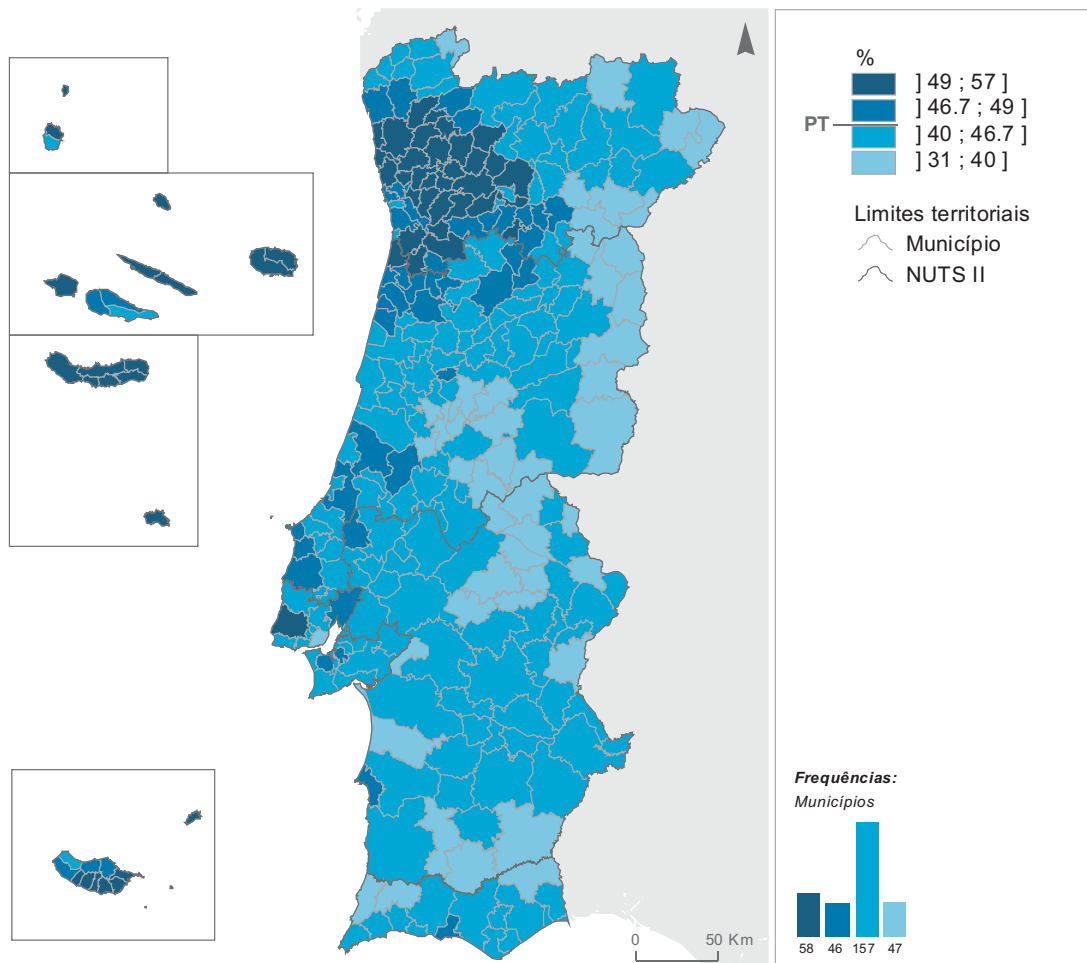 %
] 49 ; 57 ]
] 46.7 ; 49 ]
PT
] 40 ; 46.7 ]
] 31 ; 40 ]
Limites territoriais
Município
NUTS II
Frequências:
Municípios
58 46 157 47
0 50 Km